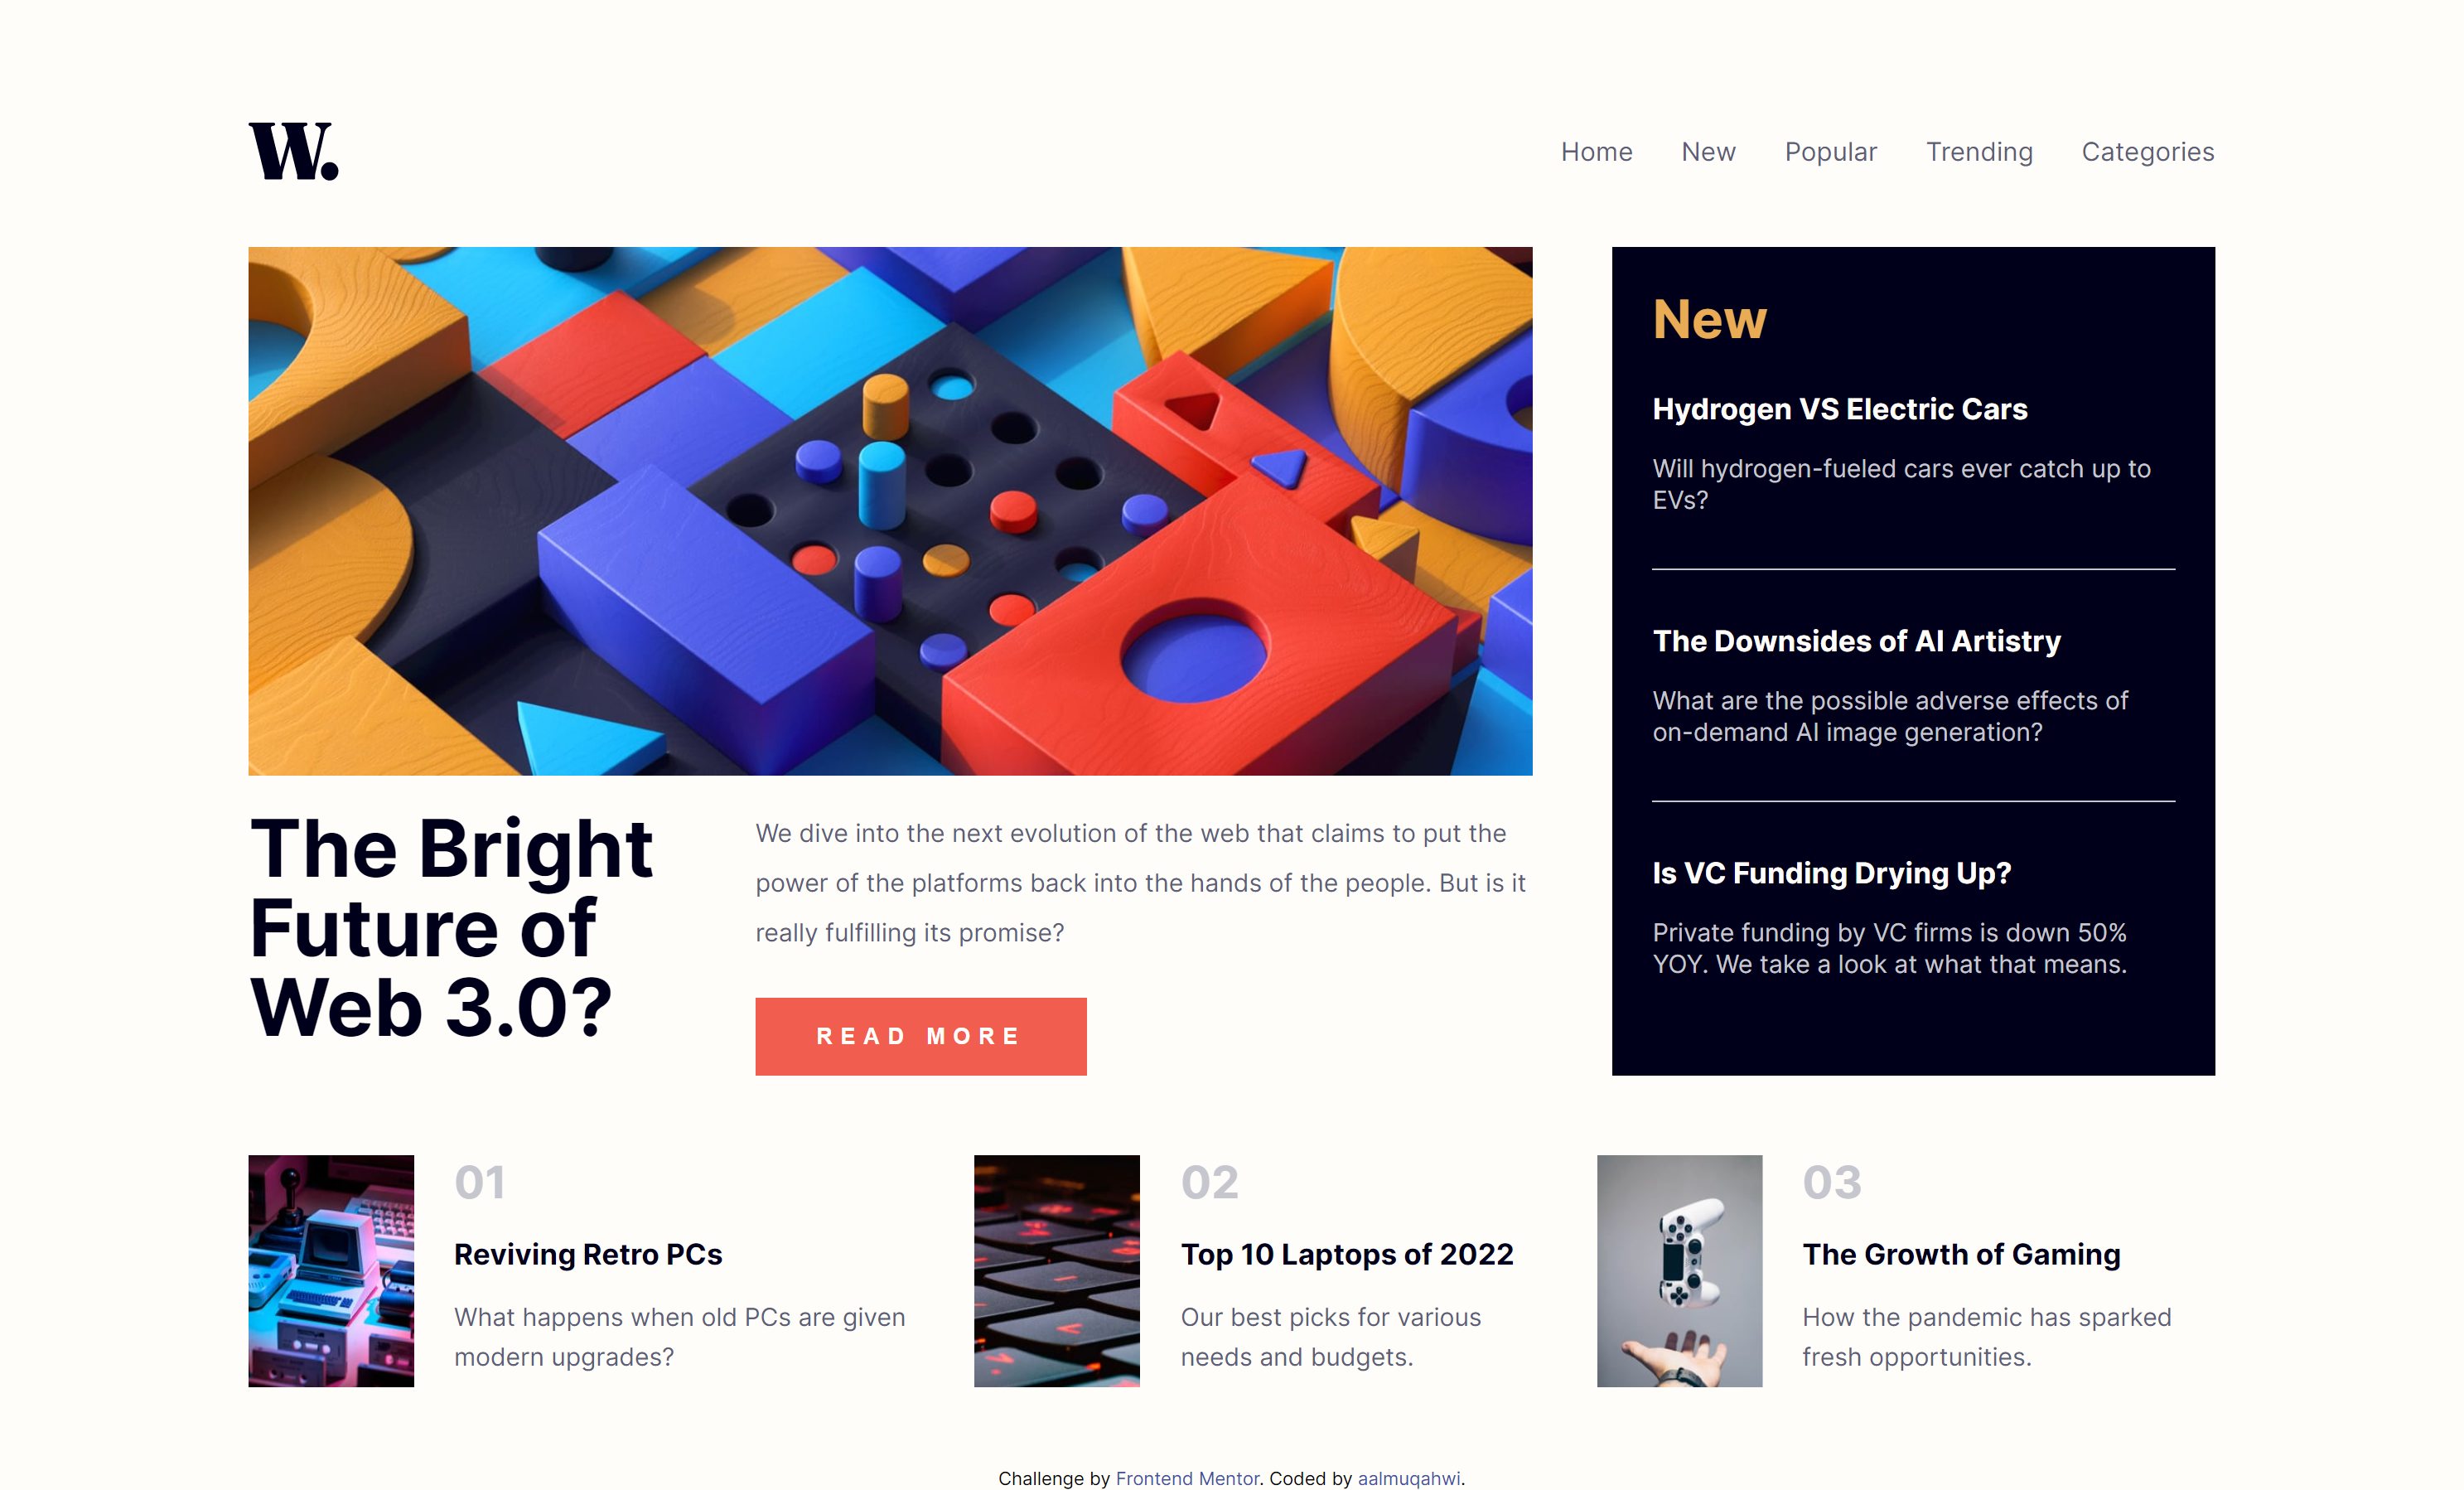 W.
Home New Popular Trending Categories
The Bright
Future of
Web 3.0?
We dive into the next evolution of the web that claims to put the
power of the platforms back into the hands of the people. But is it
really fulfilling its promise?
READ MORE
New
Hydrogen VS Electric Cars
Will hydrogen-fueled cars ever catch up to
EVs?
The Downsides of AI Artistry
What are the possible adverse effects of
on-demand AI image generation?
Is VC Funding Drying Up?
Private funding by VC firms is down 50%
YOY. We take a look at what that means.
01
Reviving Retro PCs
What happens when old PCs are given
modern upgrades?
02
Top 10 Laptops of 2022
Our best picks for various
needs and budgets.
03
The Growth of Gaming
How the pandemic has sparked
fresh opportunities.
Challenge by Frontend Mentor. Coded by aalmuqahwi.